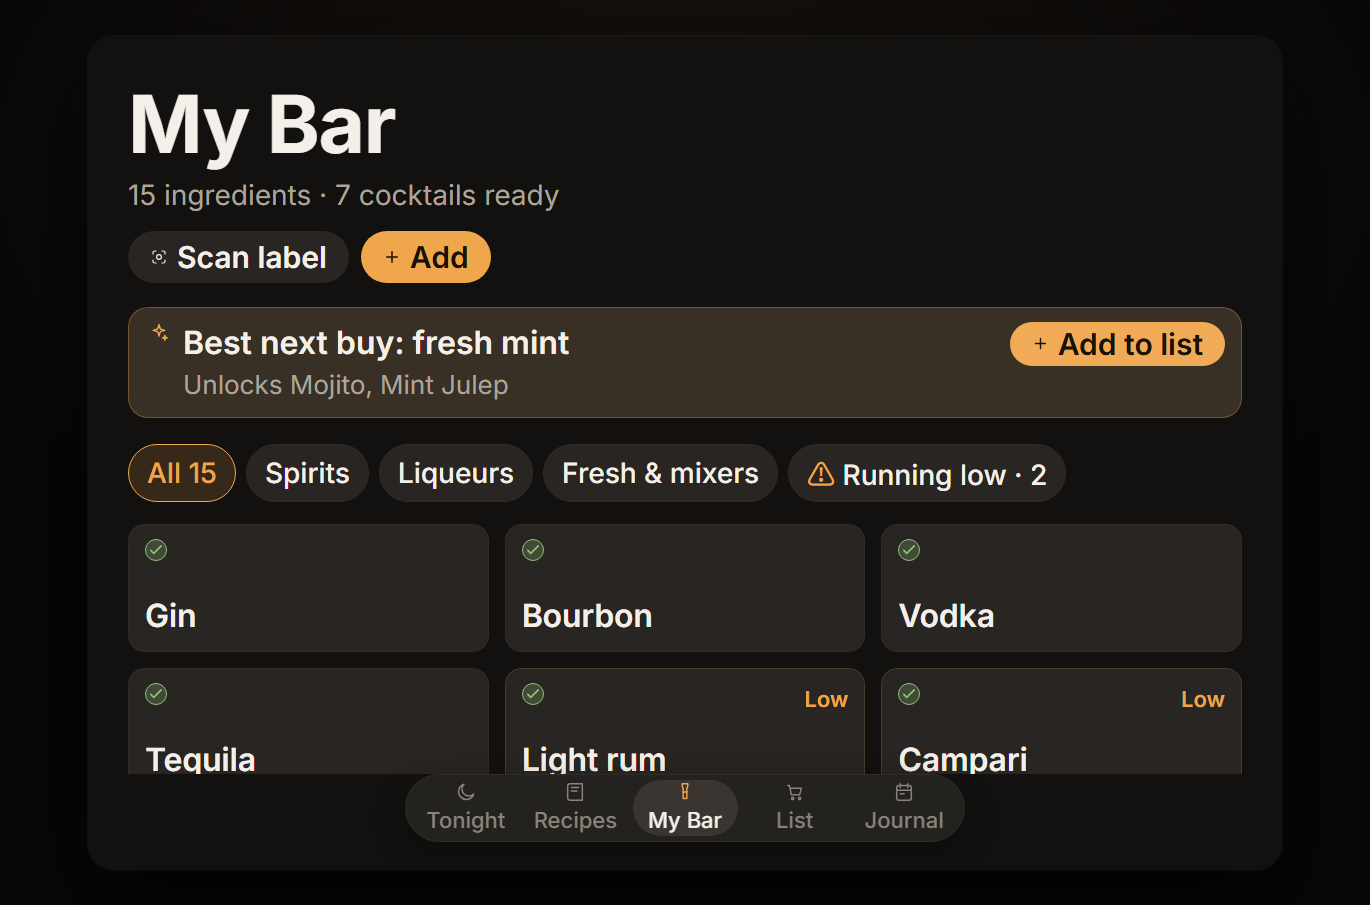 My Bar
15 ingredients · 7 cocktails ready
Scan label
+ Add
Best next buy: fresh mint
+ Add to list
Unlocks Mojito, Mint Julep
All 15
Spirits
Liqueurs
Fresh & mixers
Running low · 2
Gin
Bourbon
Vodka
Low
Low
Tequila
Light rum
Campari
Tonight
Recipes
My Bar
List
Journal